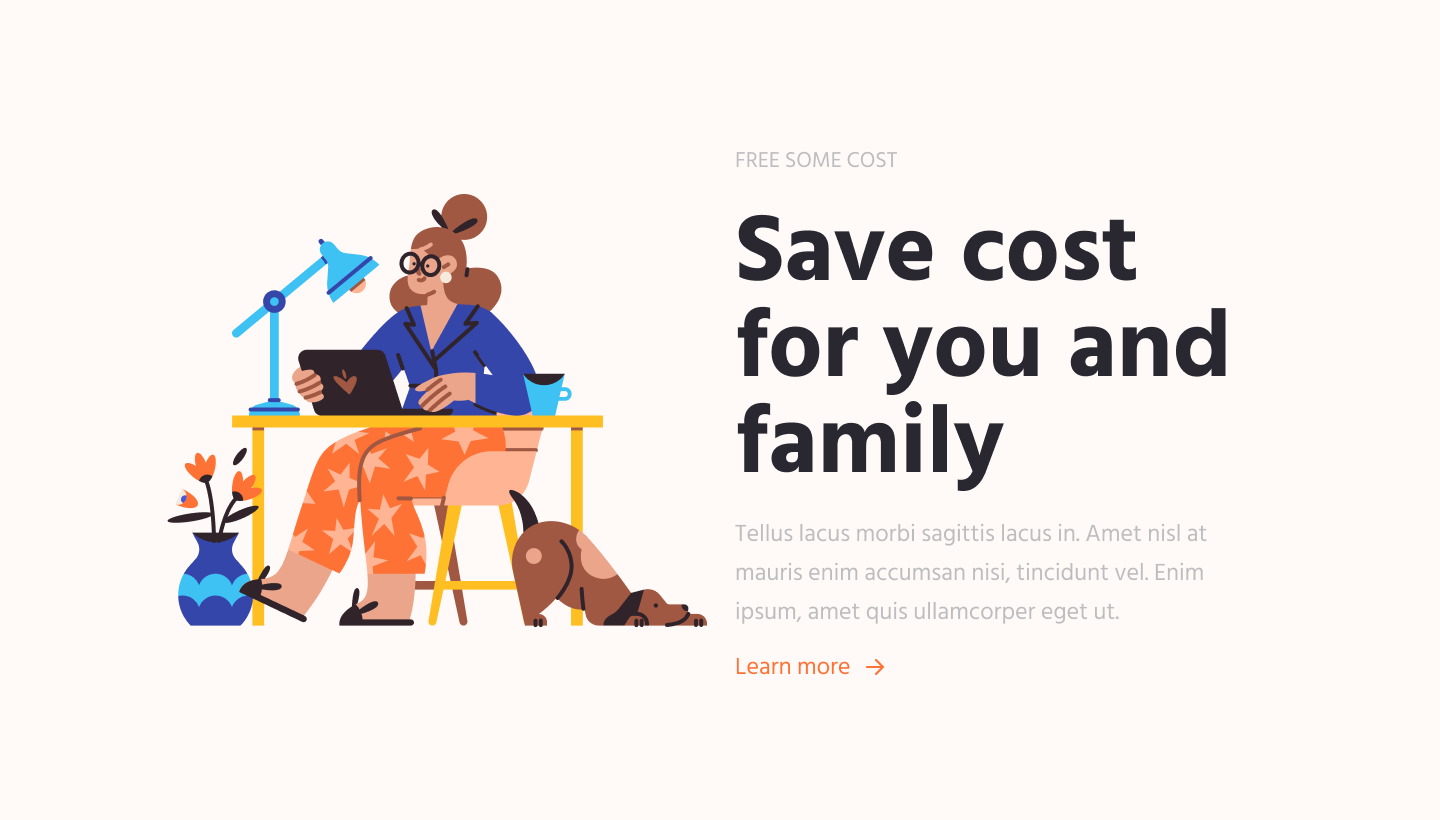 FREE SOME COST
Save cost
for you and
family
Tellus lacus morbi sagittis lacus in. Amet nisl at
mauris enim accumsan nisi, tincidunt vel. Enim
ipsum, amet quis ullamcorper eget ut.
Learn more →